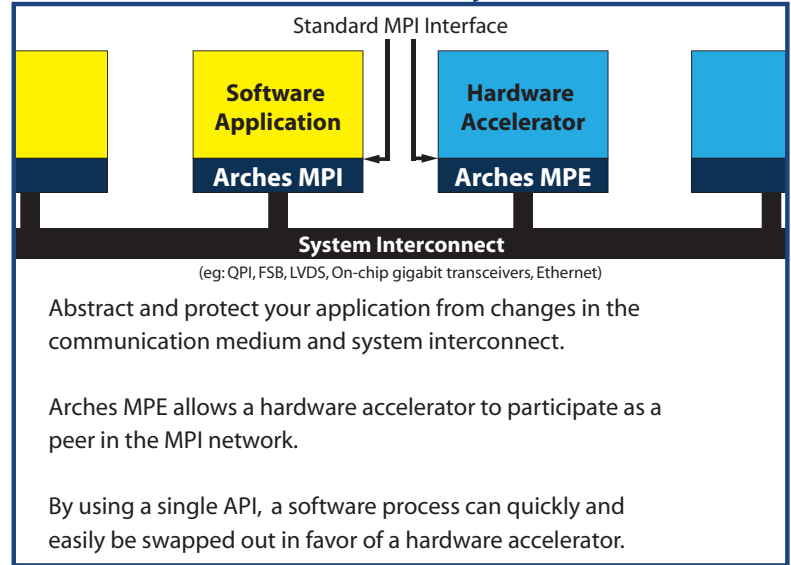 Standard MPI Interface
Software
Application
Hardware
Accelerator
Arches MPI
Arches MPE
System Interconnect
(eg: QPI, FSB, LVDS, On-chip gigabit transceivers, Ethernet)
Abstract and protect your application from changes in the
communication medium and system interconnect.
Arches MPE allows a hardware accelerator to participate as a
peer in the MPI network.
By using a single API, a software process can quickly and
easily be swapped out in favor of a hardware accelerator.